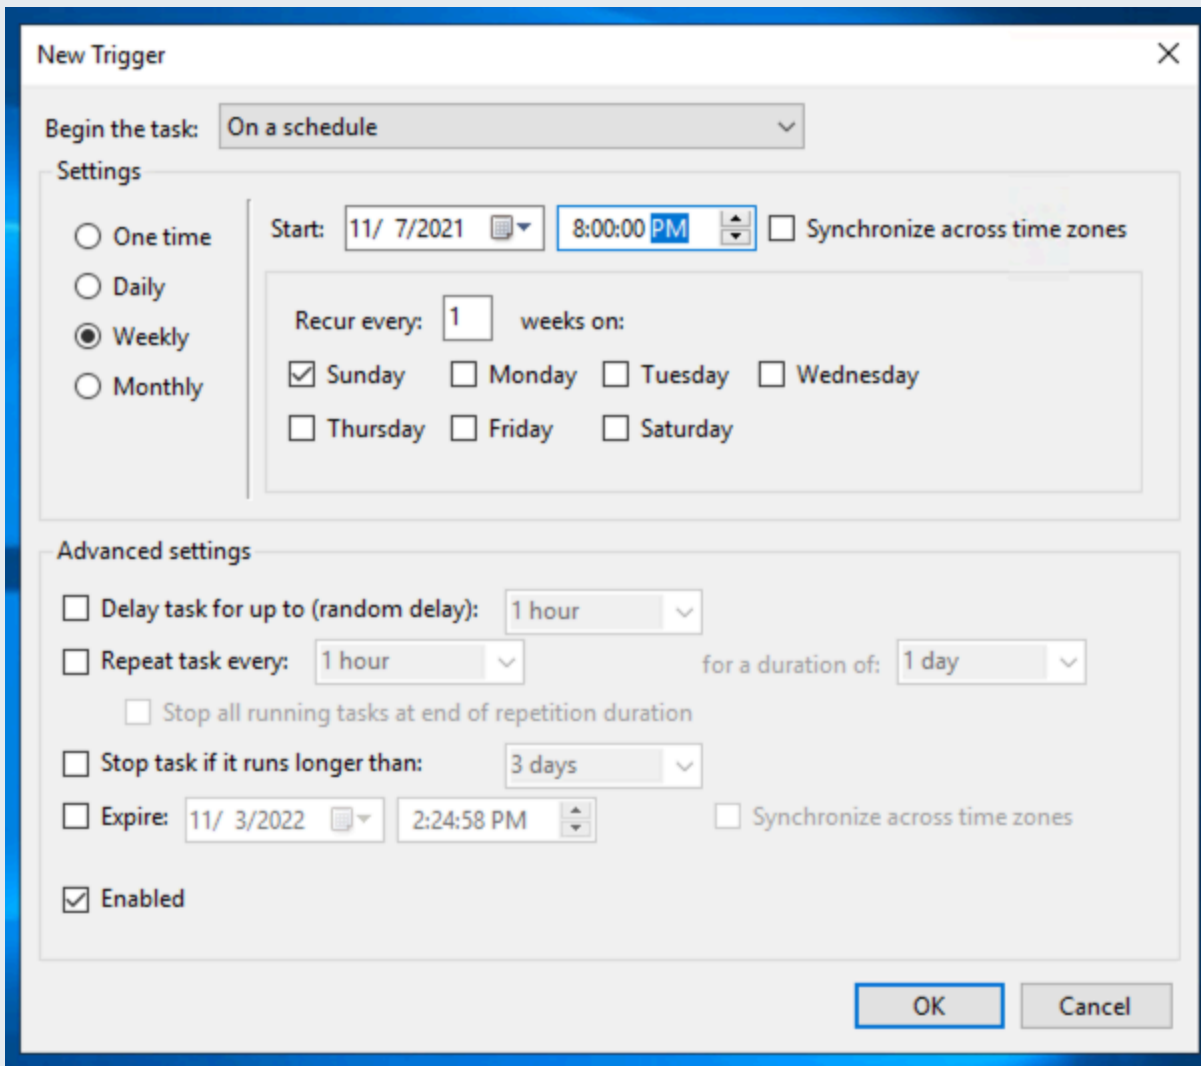 New Trigger
Begin the task: On a schedule
Settings
One time
Daily
Weekly
Monthly
Start: 11/ 7/2021 8:00:00 PM Synchronize across time zones
Recur every: 1 weeks on:
Sunday Monday Tuesday Wednesday
Thursday Friday Saturday
Advanced settings
Delay task for up to (random delay): 1 hour
Repeat task every: 1 hour for a duration of: 1 day
Stop all running tasks at end of repetition duration
Stop task if it runs longer than: 3 days
Expire: 11/ 3/2022 2:24:58 PM Synchronize across time zones
Enabled
OK Cancel